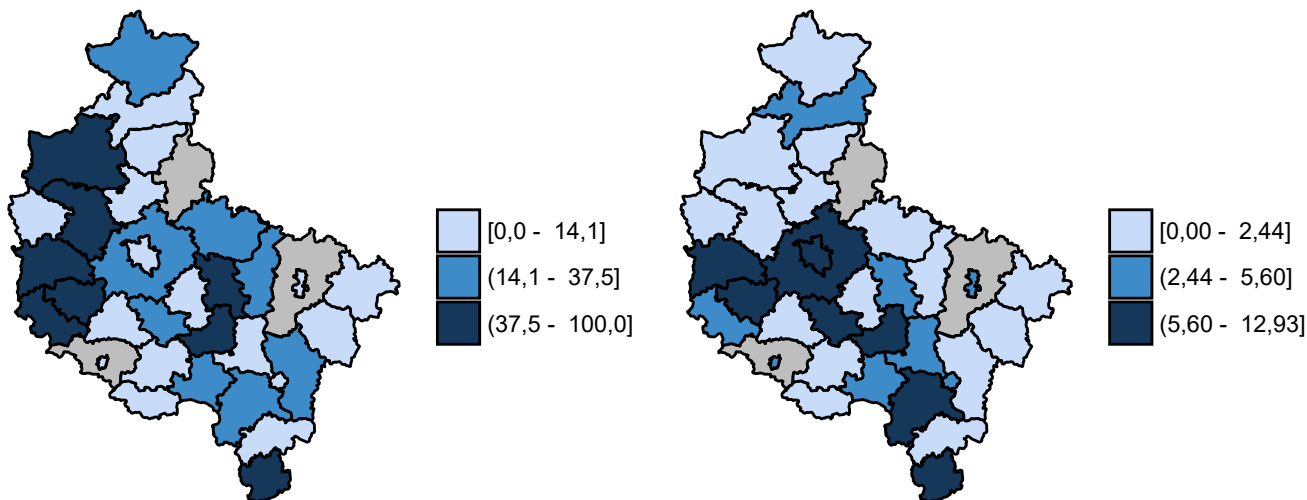 [0,0 - 14,1]
(14,1 - 37,5]
(37,5 - 100,0]
[0,00 - 2,44]
(2,44 - 5,60]
(5,60 - 12,93]